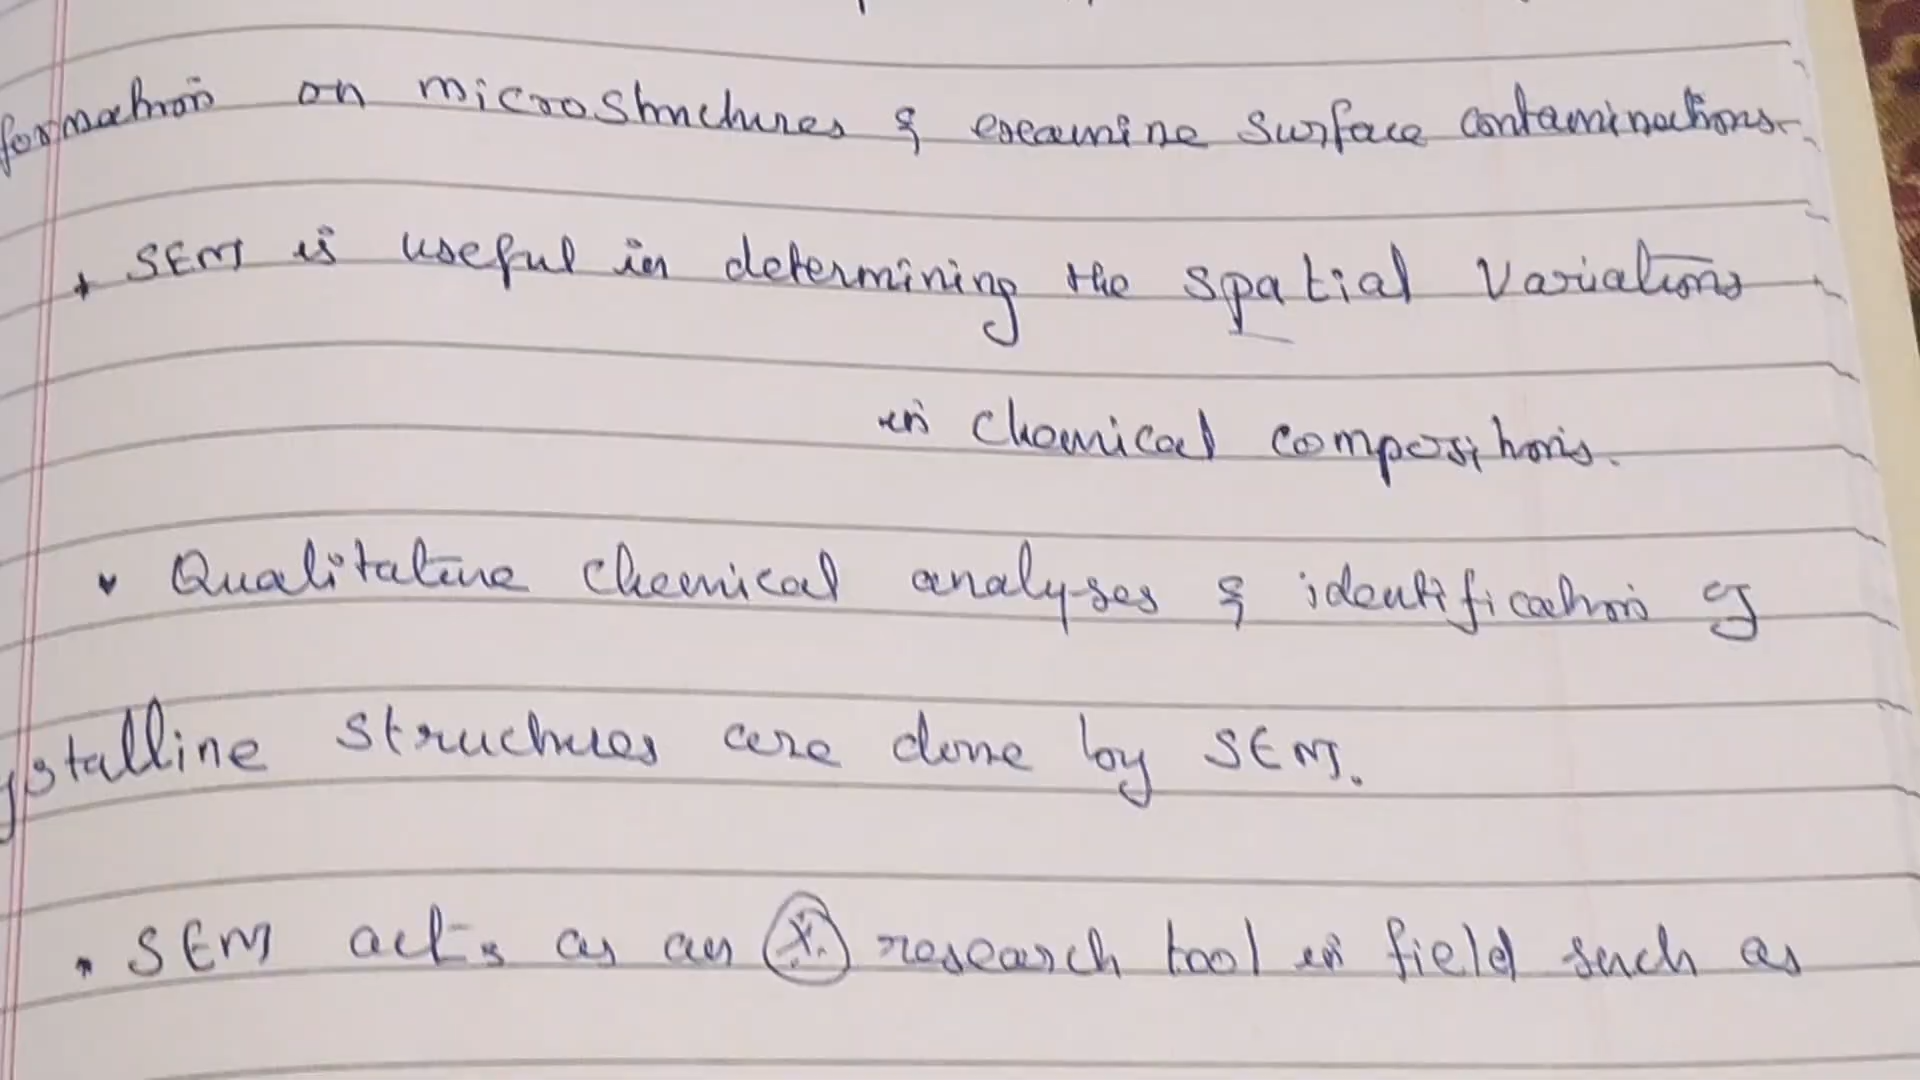 formation on microstructures & examine surface contaminations.
* SEM is useful in determining the spatial variations
in chemical compositions.
• Qualitative chemical analyses & identification of
ystalline structures are done by SEM.
• SEM acts as an research tool in field such as